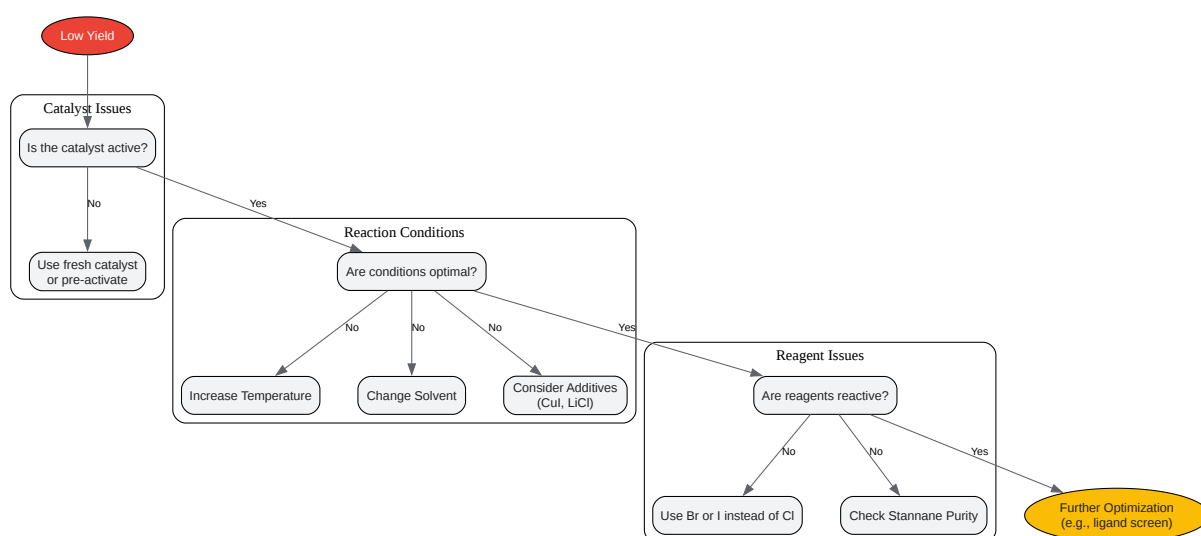 Low Yield
Catalyst Issues
Is the catalyst active?
No
Yes
Use fresh catalyst
or pre-activate
Reaction Conditions
Are conditions optimal?
No
No
No
Yes
Increase Temperature
Change Solvent
Consider Additives
(CuI, LiCl)
Reagent Issues
Are reagents reactive?
No
No
Yes
Use Br or I instead of Cl
Check Stannane Purity
Further Optimization
(e.g., ligand screen)